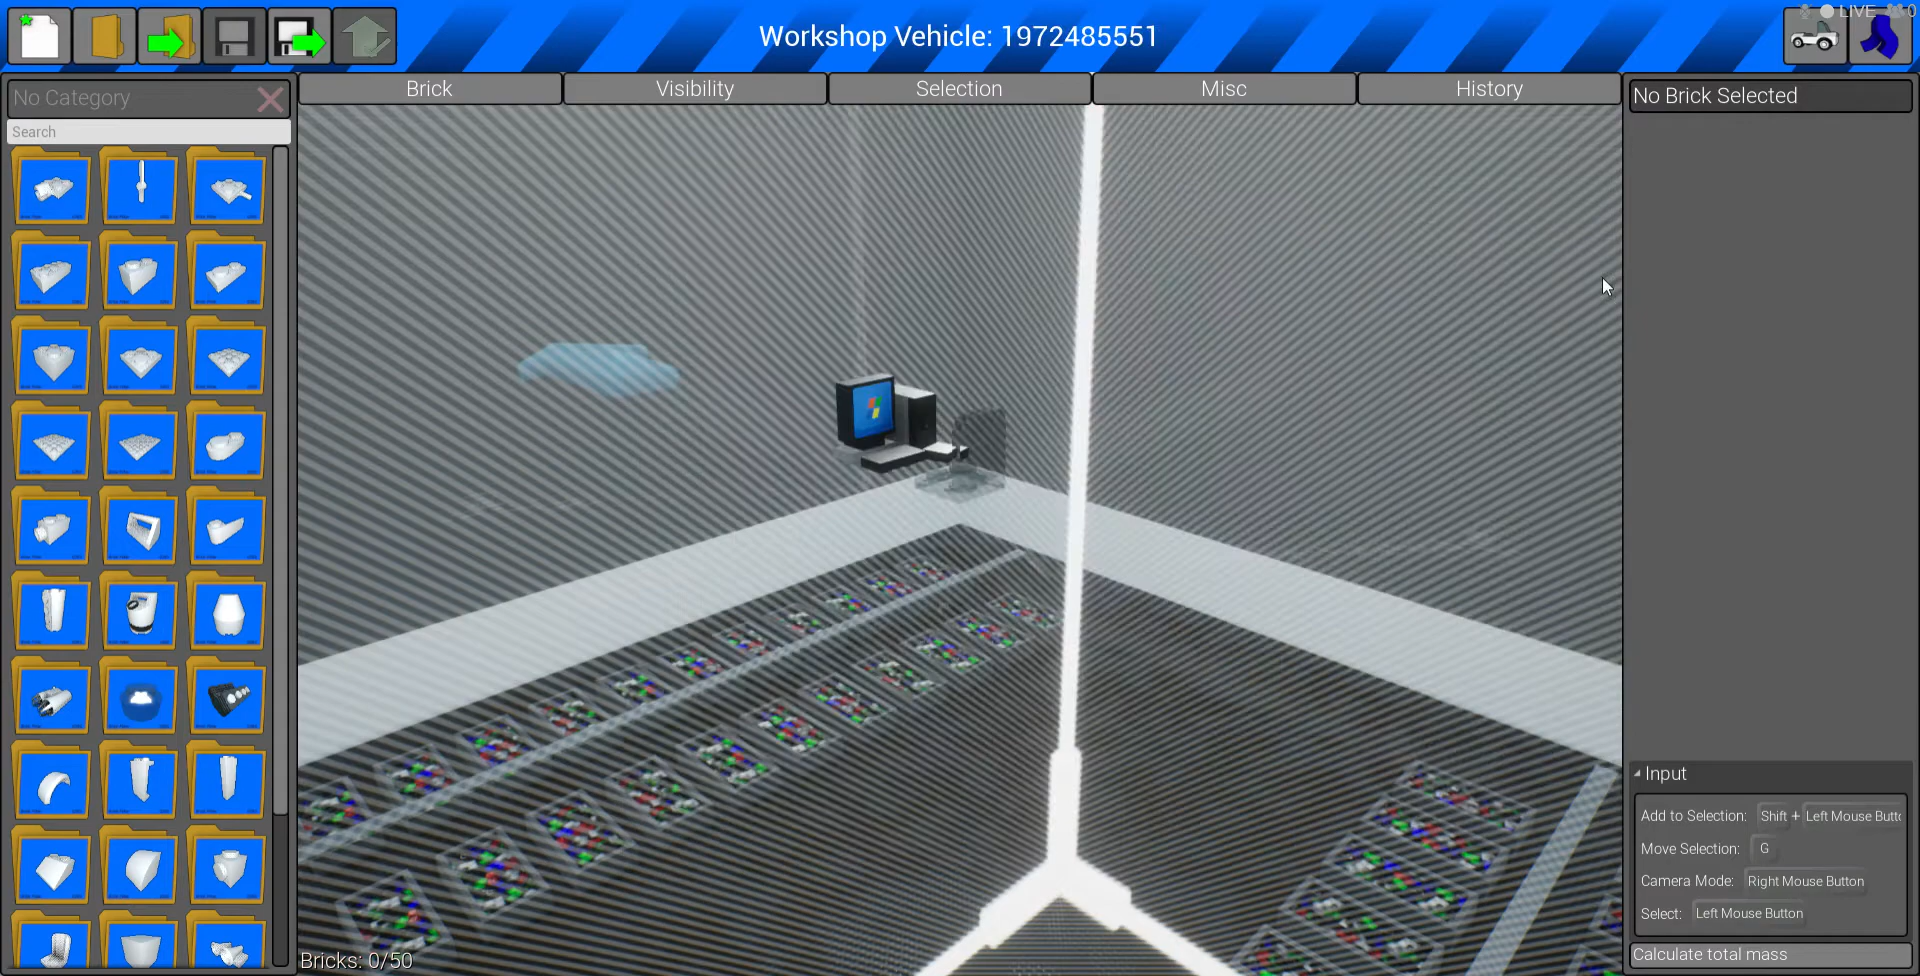 Workshop Vehicle: 1972485551
LIVE 0
No Category
Search
Brick
Visibility
Selection
Misc
History
No Brick Selected
Input
Add to Selection: Shift + Left Mouse Butt
Move Selection: G
Camera Mode: Right Mouse Button
Select: Left Mouse Button
Calculate total mass
Bricks: 0/50